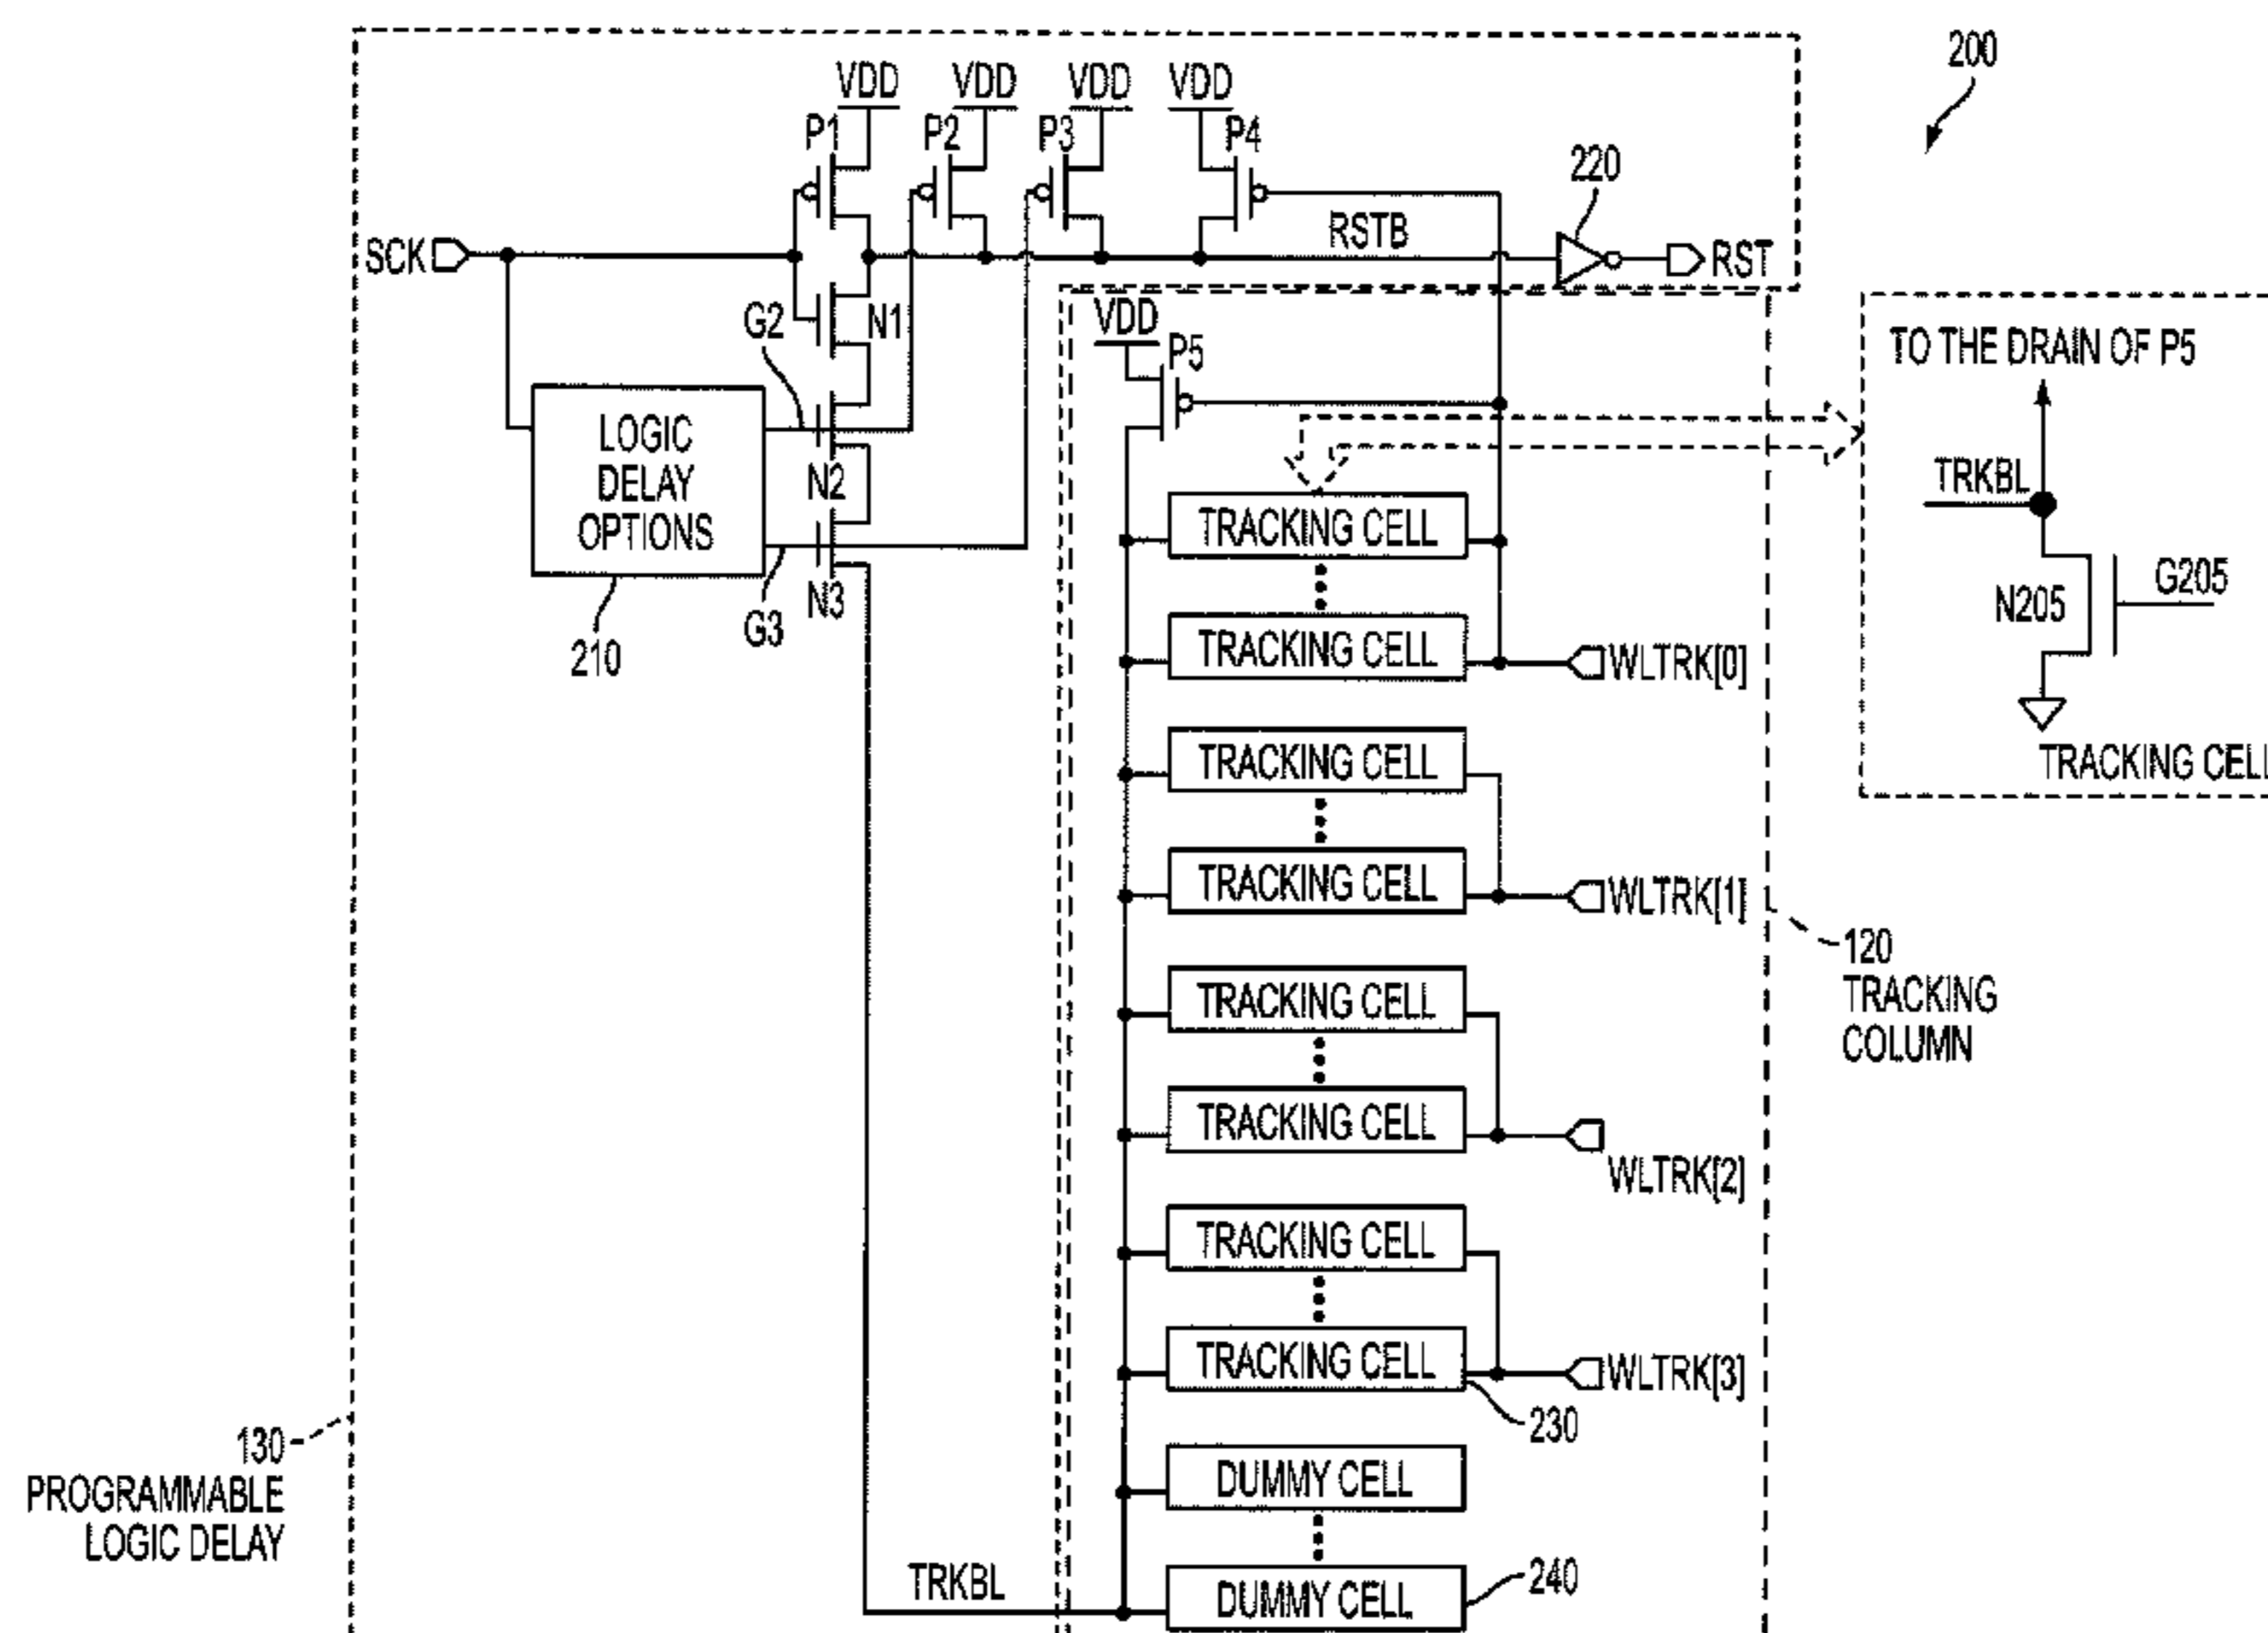 200
VDD
VDD
VDD
VDD
P1
P2
P3
P4
220
SCK
RSTB
RST
G2
N1
VDD
P5
TO THE DRAIN OF P5
LOGIC
DELAY
OPTIONS
N2
TRKBL
TRACKING CELL
G3
N3
210
N205
G205
TRACKING CELL
WLTRK[0]
TRACKING CELL
TRACKING CELL
TRACKING CELL
WLTRK[1]
120
TRACKING
COLUMN
TRACKING CELL
TRACKING CELL
WLTRK[2]
TRACKING CELL
TRACKING CELL
WLTRK[3]
230
130
PROGRAMMABLE
LOGIC DELAY
DUMMY CELL
TRKBL
DUMMY CELL
240